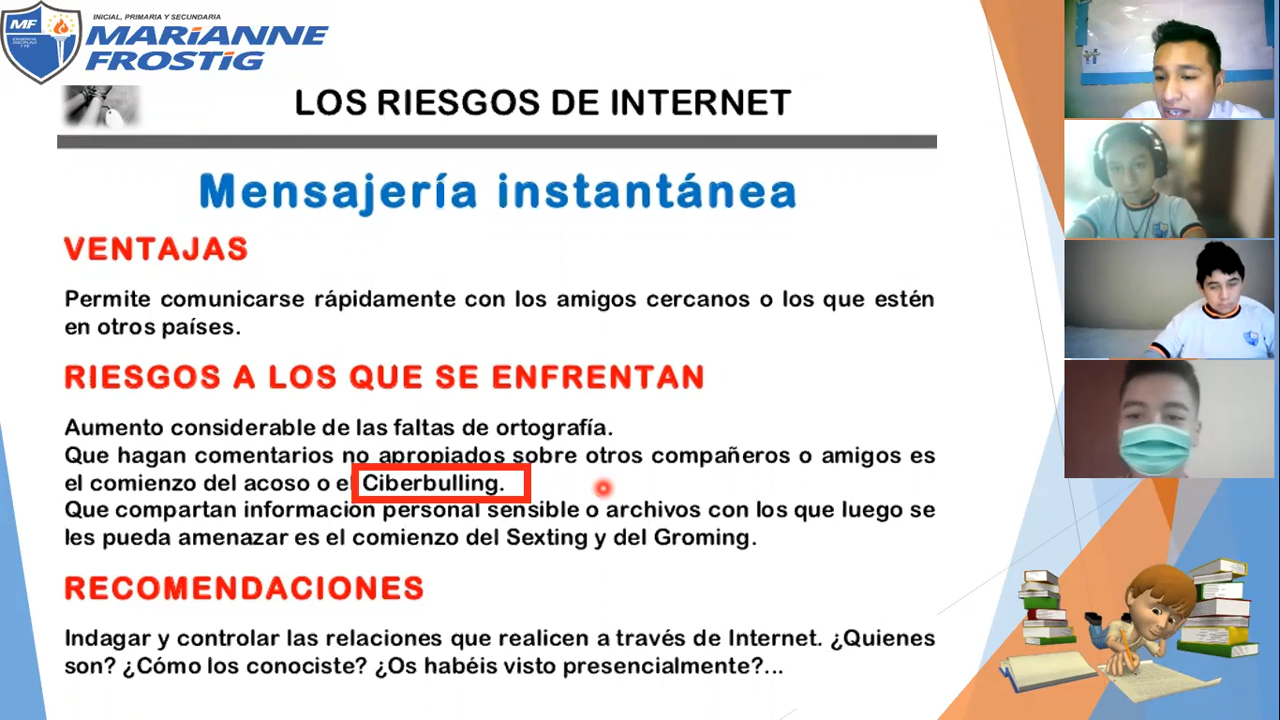 INICIAL, PRIMARIA Y SECUNDARIA
MF
MARIANNE
FROSTIG
LOS RIESGOS DE INTERNET
Mensajería instantánea
VENTAJAS
Permite comunicarse rápidamente con los amigos cercanos o los que estén
en otros países.
RIESGOS A LOS QUE SE ENFRENTAN
Aumento considerable de las faltas de ortografía.
Que hagan comentarios no apropiados sobre otros compañeros o amigos es
el comienzo del acoso o el Ciberbulling.
Que compartan información personal sensible o archivos con los que luego se
les pueda amenazar es el comienzo del Sexting y del Groming.
RECOMENDACIONES
Indagar y controlar las relaciones que realicen a través de Internet. ¿Quienes
son? ¿Cómo los conociste? ¿Os habéis visto presencialmente?...